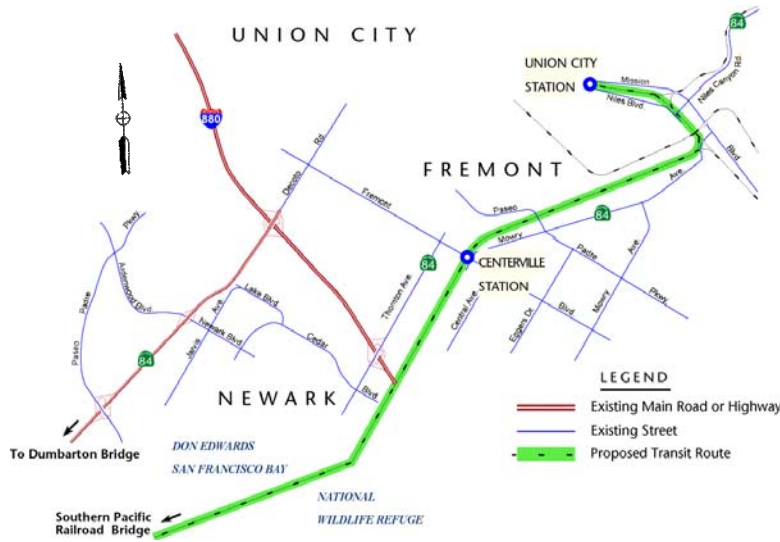 UNION CITY
84
UNION CITY
STATION
Mission
Niles Blvd
Niles Canyon Rd.
Blvd
880
Decoto
Rd.
FREMONT
Fremont
Paseo
Ave
84
Mowry
Padre
Pkwy.
Ave
Mowry
84
CENTERVILLE
STATION
Thornton Ave.
Central Ave
Eggers Dr.
Blvd
Pkwy
Ardenwood Blvd.
Padre
Paseo
Lake Blvd.
Newark Blvd
Ave
Jarvis
Cedar
Blvd.
84
NEWARK
LEGEND
Existing Main Road or Highway
Existing Street
Proposed Transit Route
To Dumbarton Bridge
DON EDWARDS
SAN FRANCISCO BAY
NATIONAL
WILDLIFE REFUGE
Southern Pacific
Railroad Bridge